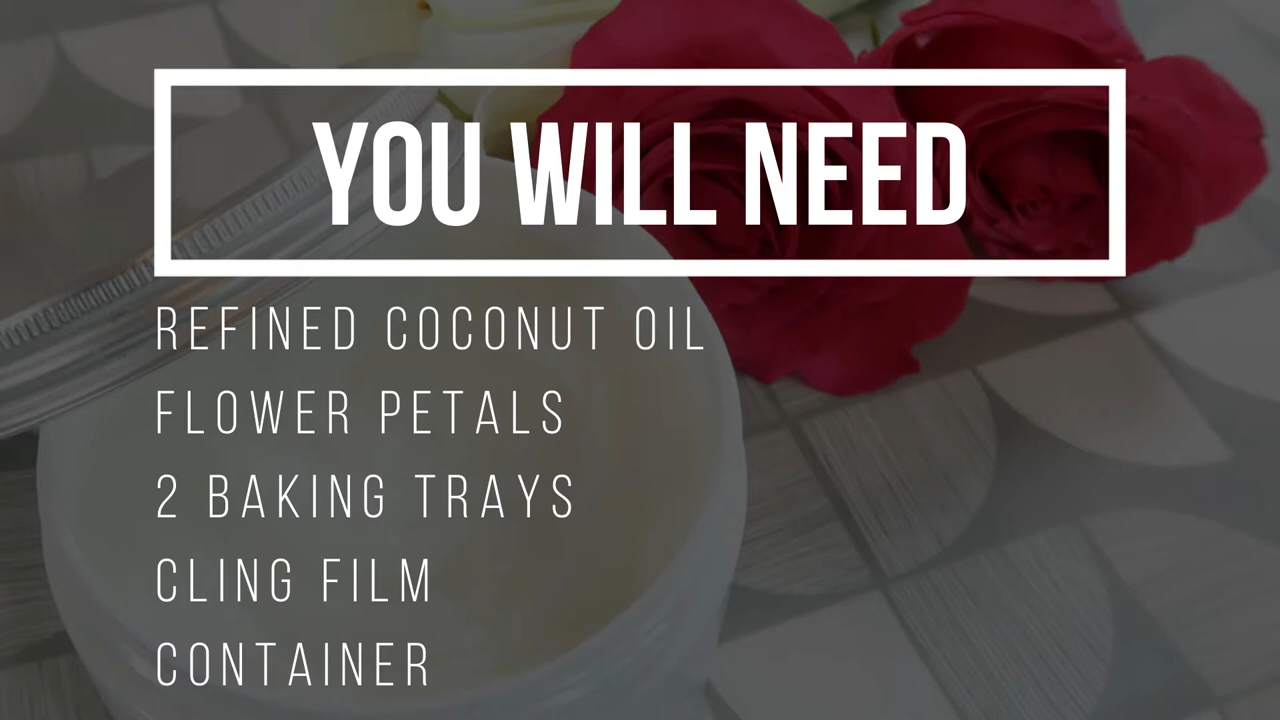 YOU WILL NEED
REFINED COCONUT OIL
FLOWER PETALS
2 BAKING TRAYS
CLING FILM
CONTAINER